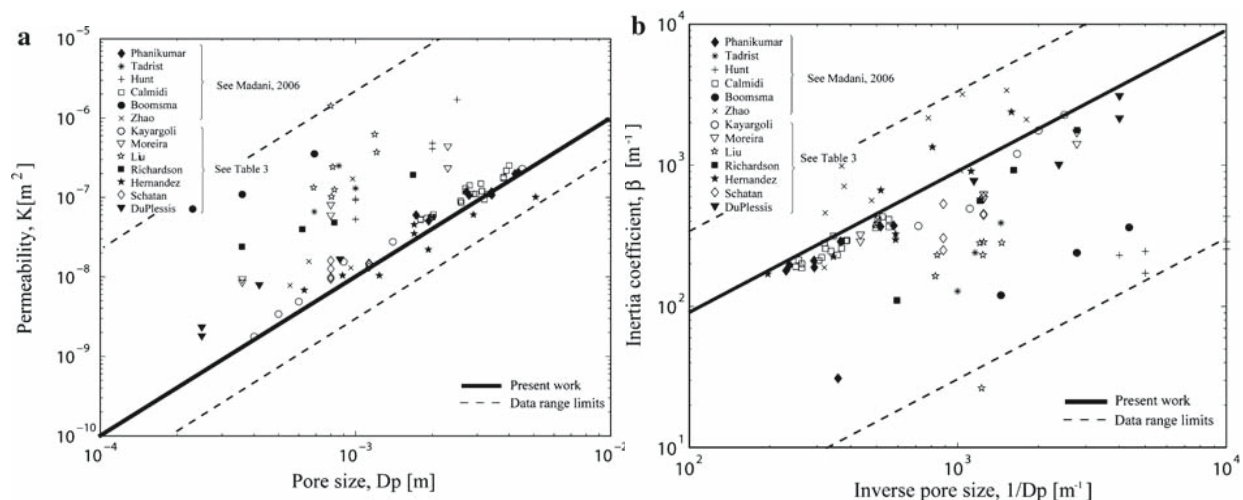 a
10⁻⁵
10⁻⁶
10⁻⁷
10⁻⁸
10⁻⁹
10⁻¹⁰
Permeability, K[m²]
Phanikumar
Tadrist
Hunt
Calmidi
Boomsma
Zhao
Kayargoli
Moreira
Liu
Richardson
Hernandez
Schatan
DuPlessis
See Madani, 2006
See Table 3
Present work
Data range limits
10⁻⁴
10⁻³
10⁻²
Pore size, Dp [m]
b
10⁴
10³
10²
10¹
Inertia coefficient, β [m⁻¹]
Phanikumar
Tadrist
Hunt
Calmidi
Boomsma
Zhao
Kayargoli
Moreira
Liu
Richardson
Hernandez
Schatan
DuPlessis
See Madani, 2006
See Table 3
Present work
Data range limits
10²
10³
10⁴
Inverse pore size, 1/Dp [m⁻¹]